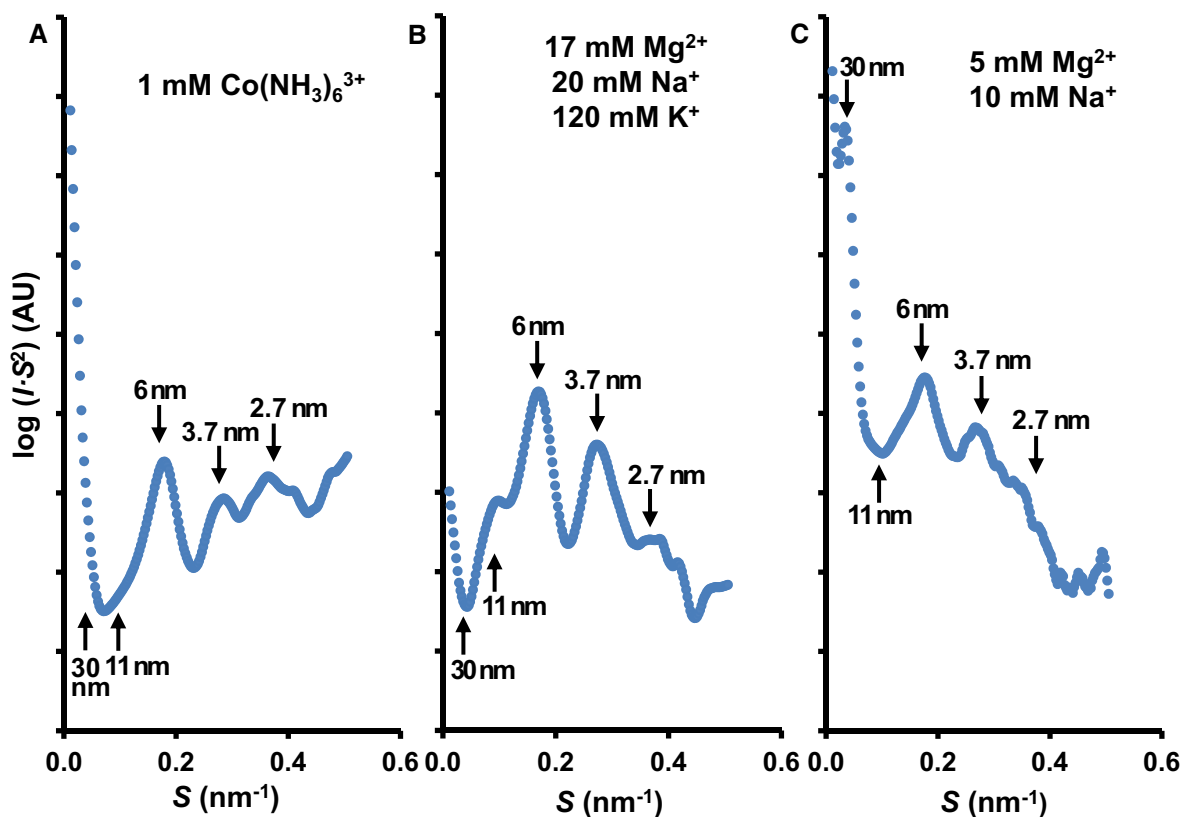 A
1 mM Co(NH₃)₆³⁺
6 nm
3.7 nm
2.7 nm
30
nm
11 nm
log (I·S²) (AU)
0.0 0.2 0.4 0.6
S (nm⁻¹)
B
17 mM Mg²⁺
20 mM Na⁺
120 mM K⁺
6 nm
3.7 nm
2.7 nm
11 nm
30 nm
0.0 0.2 0.4 0.6
S (nm⁻¹)
C
30 nm
5 mM Mg²⁺
10 mM Na⁺
6 nm
3.7 nm
2.7 nm
11 nm
0.0 0.2 0.4 0.6
S (nm⁻¹)